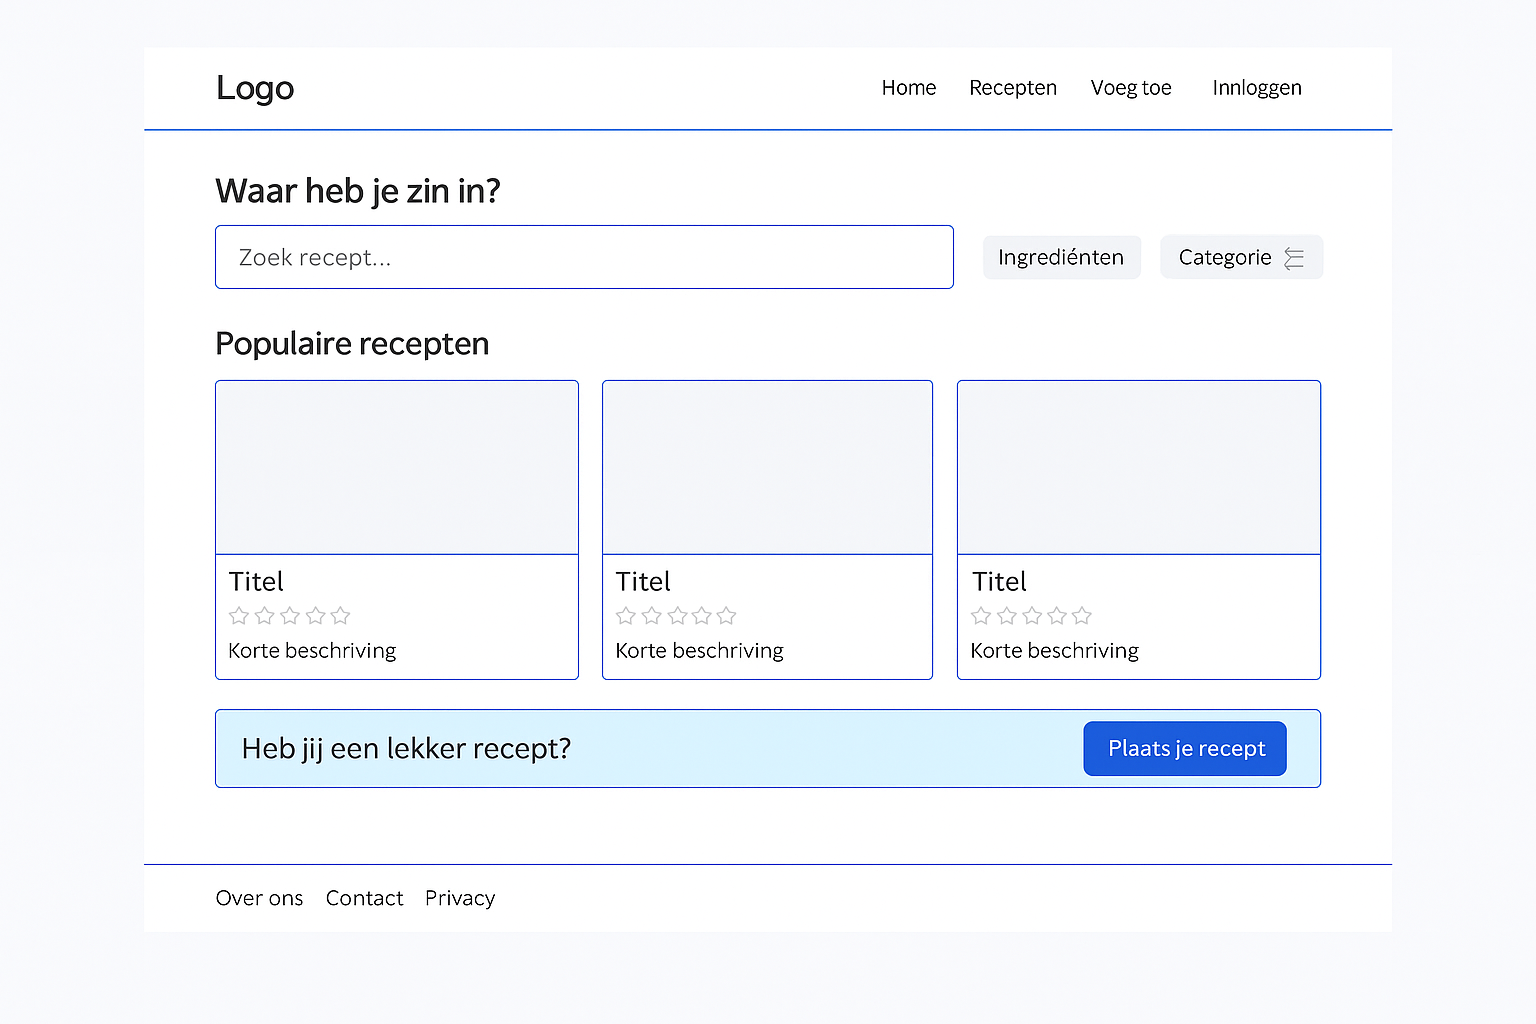 Logo
Home Recepten Voeg toe Innloggen
Waar heb je zin in?
Zoek recept...
Ingrediénten
Categorie
Populaire recepten
Titel
Korte beschriving
Titel
Korte beschriving
Titel
Korte beschriving
Heb jij een lekker recept?
Plaats je recept
Over ons Contact Privacy